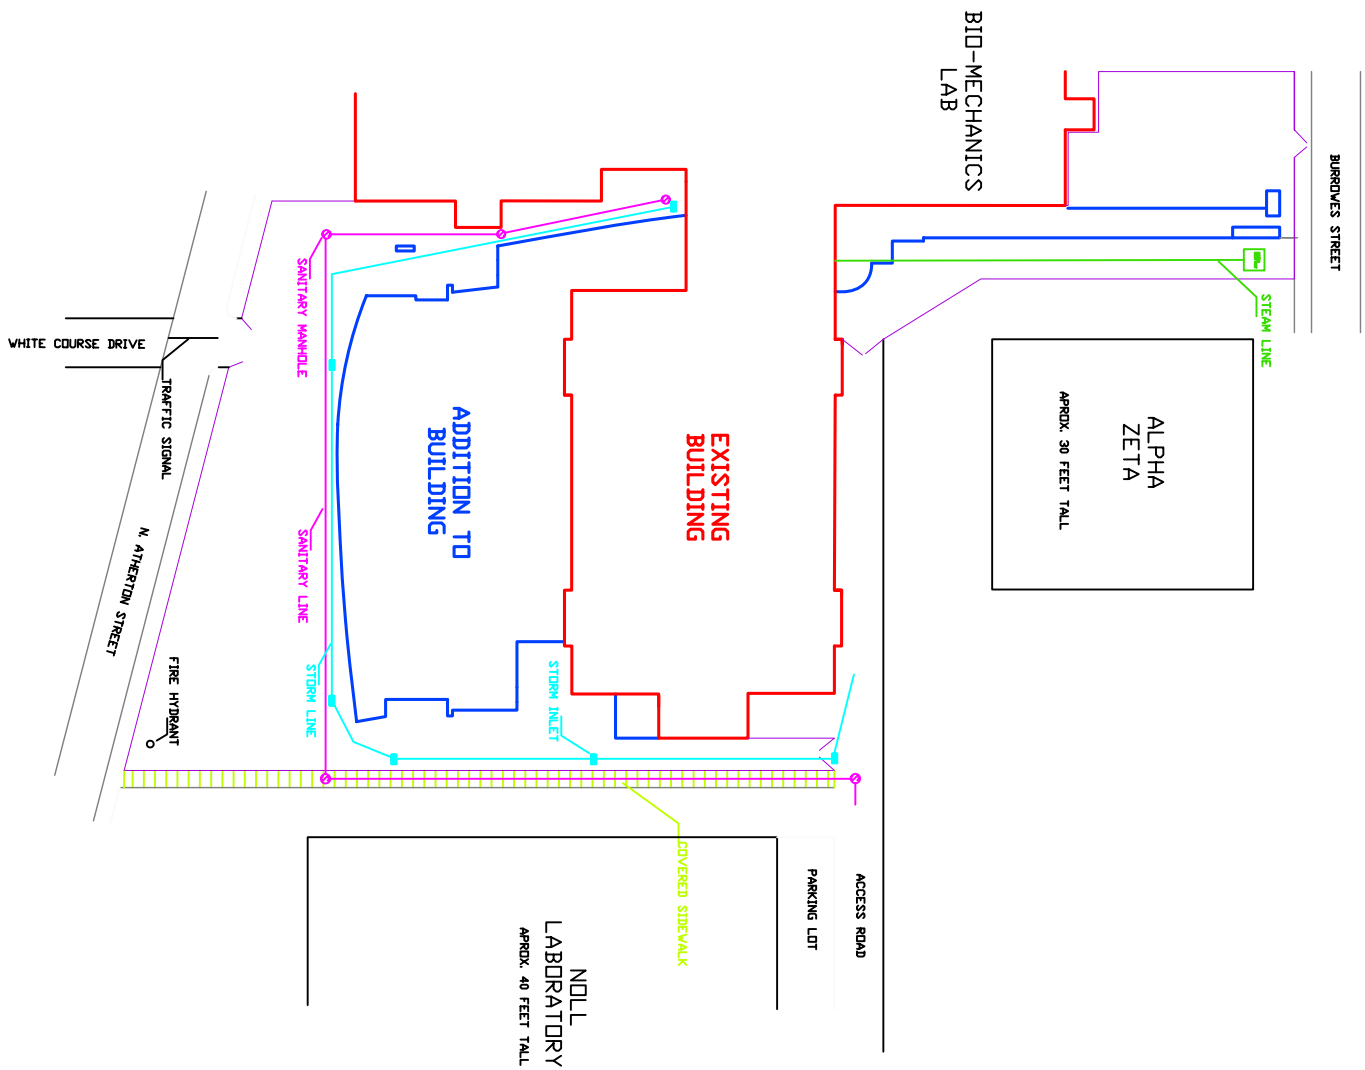 BIO-MECHANICS
LAB
BURROWES STREET
STEAM LINE
ALPHA
ZETA
APROX. 30 FEET TALL
EXISTING
BUILDING
ADDITION TO
BUILDING
SANITARY MANHOLE
WHITE COURSE DRIVE
TRAFFIC SIGNAL
SANITARY LINE
N. ATHERTON STREET
FIRE HYDRANT
STORM LINE
STORM INLET
COVERED SIDEWALK
PARKING LOT
ACCESS ROAD
NOLL
LABORATORY
APROX. 40 FEET TALL